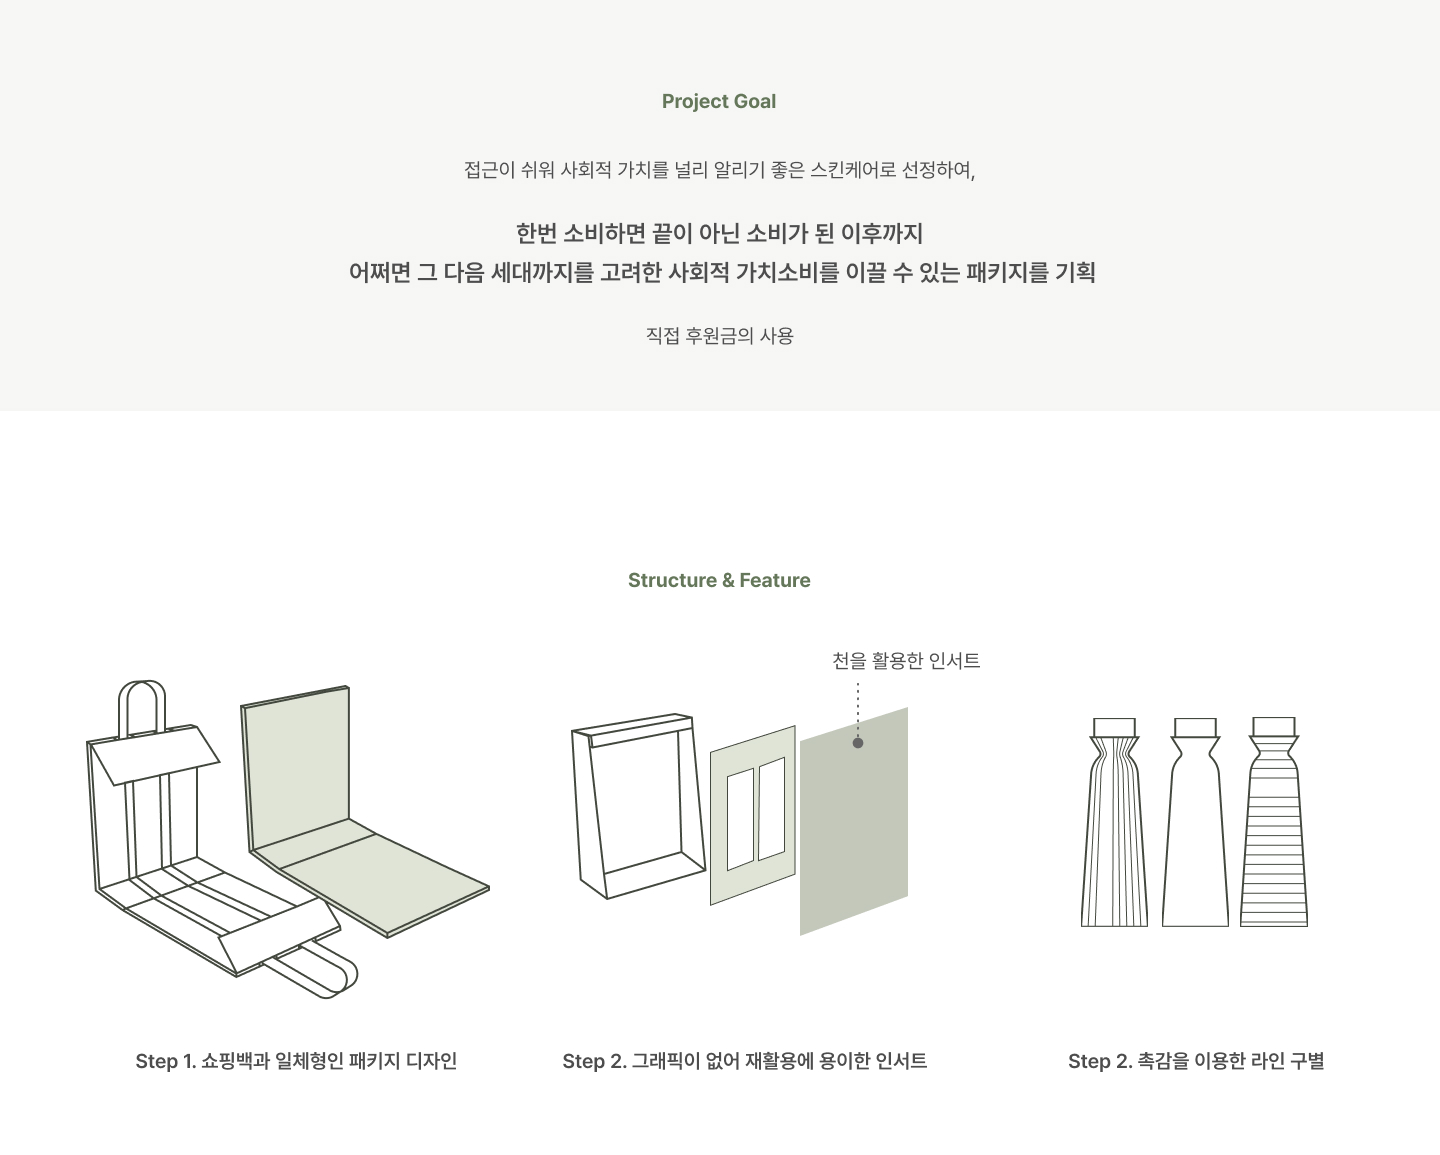 Project Goal
접근이 쉬워 사회적 가치를 널리 알리기 좋은 스킨케어로 선정하여,
한번 소비하면 끝이 아닌 소비가 된 이후까지
어쩌면 그 다음 세대까지를 고려한 사회적 가치소비를 이끌 수 있는 패키지를 기획
직접 후원금의 사용
Structure & Feature
천을 활용한 인서트
Step 1. 쇼핑백과 일체형인 패키지 디자인
Step 2. 그래픽이 없어 재활용에 용이한 인서트
Step 2. 촉감을 이용한 라인 구별